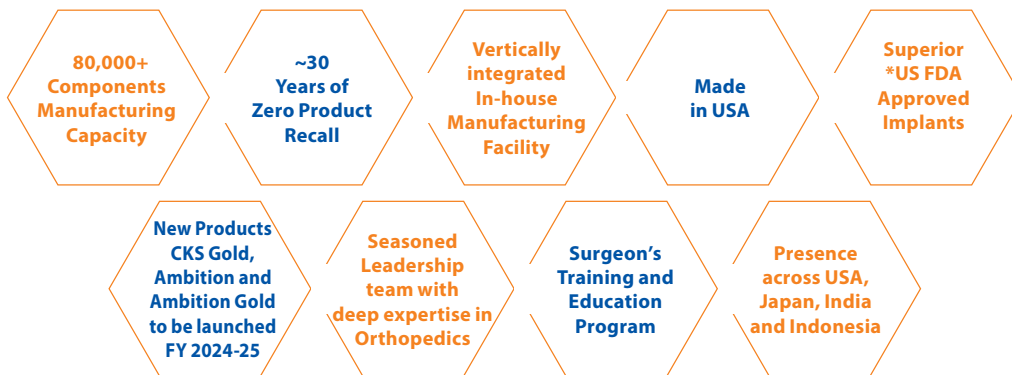 80,000+
Components
Manufacturing
Capacity
~30
Years of
Zero Product
Recall
Vertically
integrated
In-house
Manufacturing
Facility
Made
in USA
Superior
*US FDA
Approved
Implants
New Products
CKS Gold,
Ambition and
Ambition Gold
to be launched
FY 2024-25
Seasoned
Leadership
team with
deep expertise in
Orthopedics
Surgeon’s
Training and
Education
Program
Presence
across USA,
Japan, India
and Indonesia